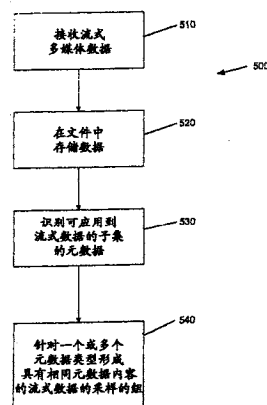 接收流式
多媒体数据
510
500
在文件中
存储数据
520
识别可应用到
流式数据的子集
的元数据
530
针对一个或多个
元数据类型形成
具有相同元数据内容
的流式数据的采样的组
540